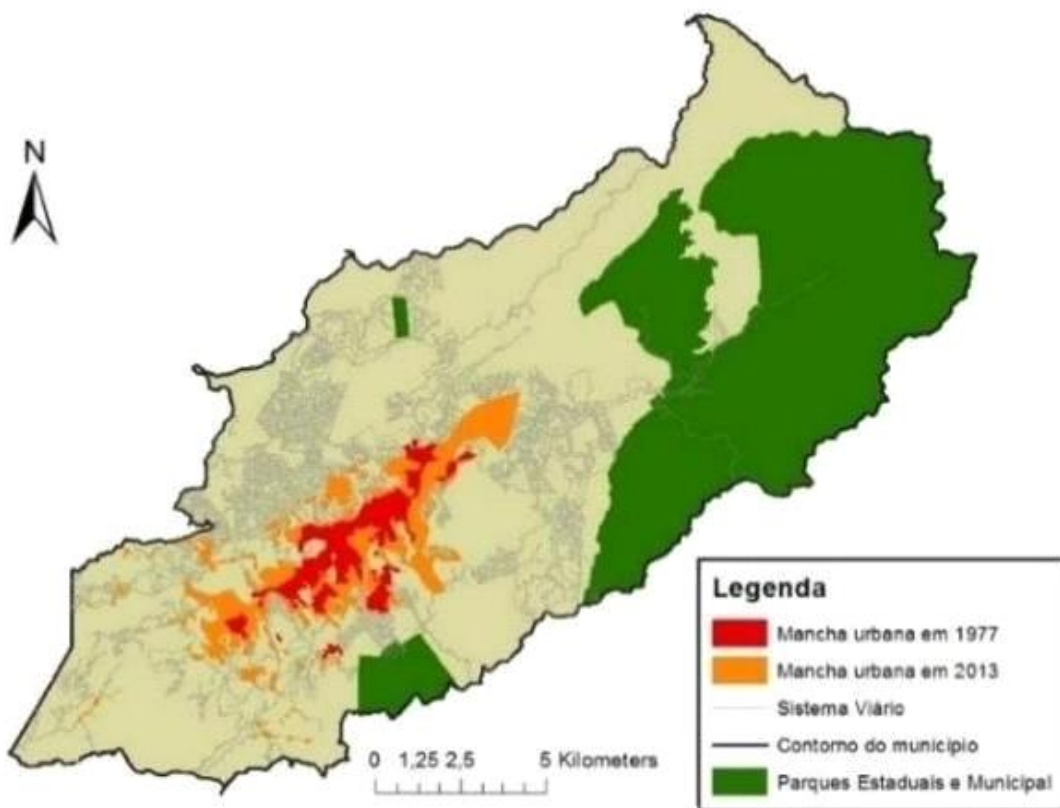 N
Legenda
Mancha urbana em 1977
Mancha urbana em 2013
Sistema Viário
Contorno do município
Parques Estaduais e Municipal
0 1,25 2,5 5 Kilometers